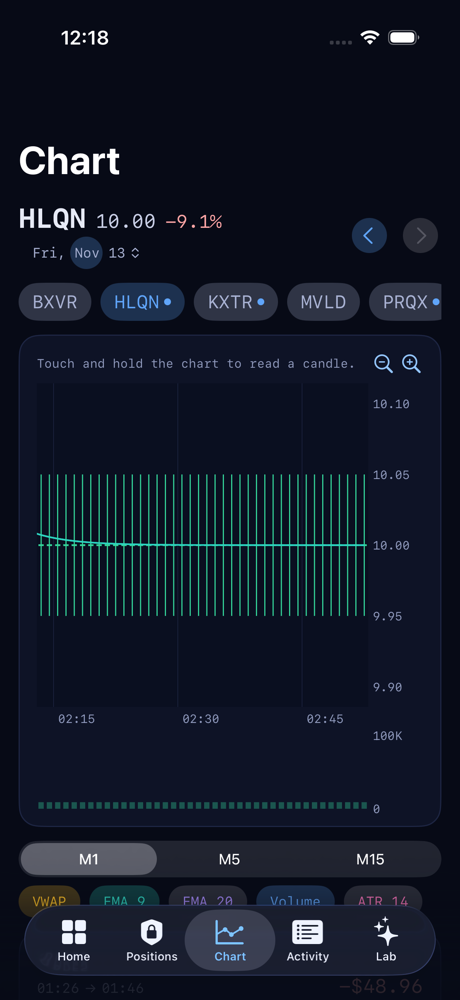 12:18
Chart
HLQN 10.00 −9.1%
Fri, Nov 13
BXVR HLQN KXTR MVLD PRQX
Touch and hold the chart to read a candle.
10.10
10.05
10.00
9.95
9.90
02:15 02:30 02:45
100K
0
M1 M5 M15
VWAP EMA 9 EMA 20 Volume ATR 14
Home Positions Chart Activity Lab
01:26 → 01:46 −$48.96